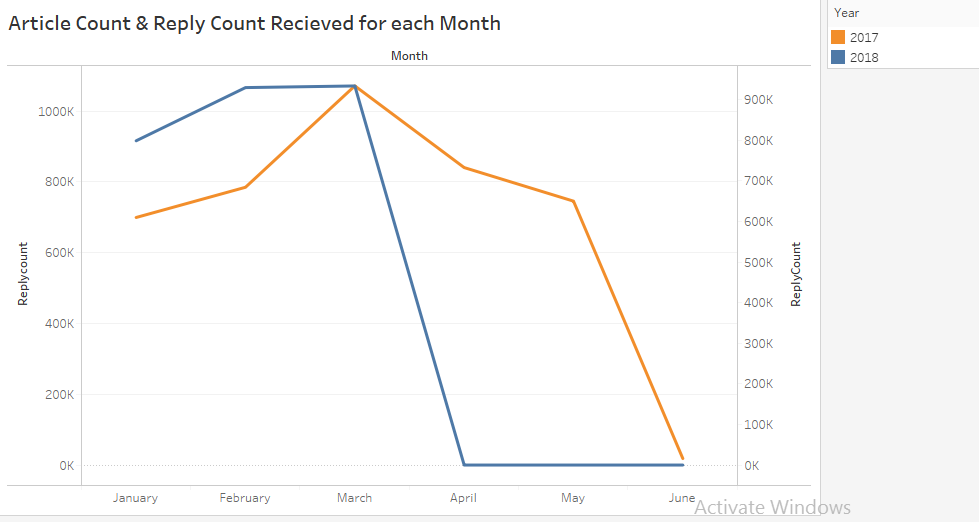 Article Count & Reply Count Recieved for each Month
Month
1000K
800K
600K
400K
200K
0K
Replycount
900K
800K
700K
600K
500K
400K
300K
200K
100K
0K
ReplyCount
January February March April May June
Year
2017
2018
Activate Windows